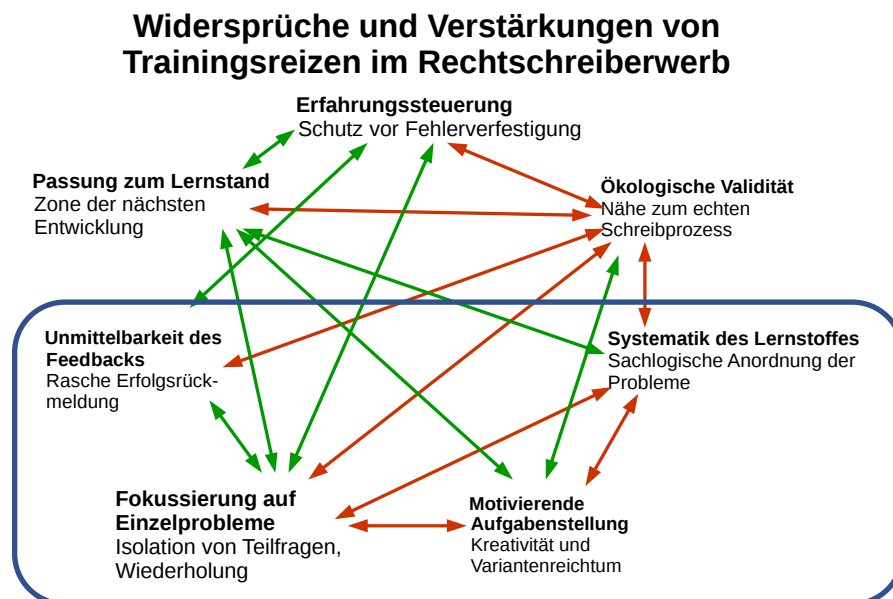 Widersprüche und Verstärkungen von
Trainingsreizen im Rechtschreiberwerb
Erfahrungssteuerung
Schutz vor Fehlerverfestigung
Passung zum Lernstand
Zone der nächsten
Entwicklung
Ökologische Validität
Nähe zum echten
Schreibprozess
Unmittelbarkeit des
Feedbacks
Rasche Erfolgsrück-
meldung
Systematik des Lernstoffes
Sachlogische Anordnung der
Probleme
Fokussierung auf
Einzelprobleme
Isolation von Teilfragen,
Wiederholung
Motivierende
Aufgabenstellung
Kreativität und
Variantenreichtum